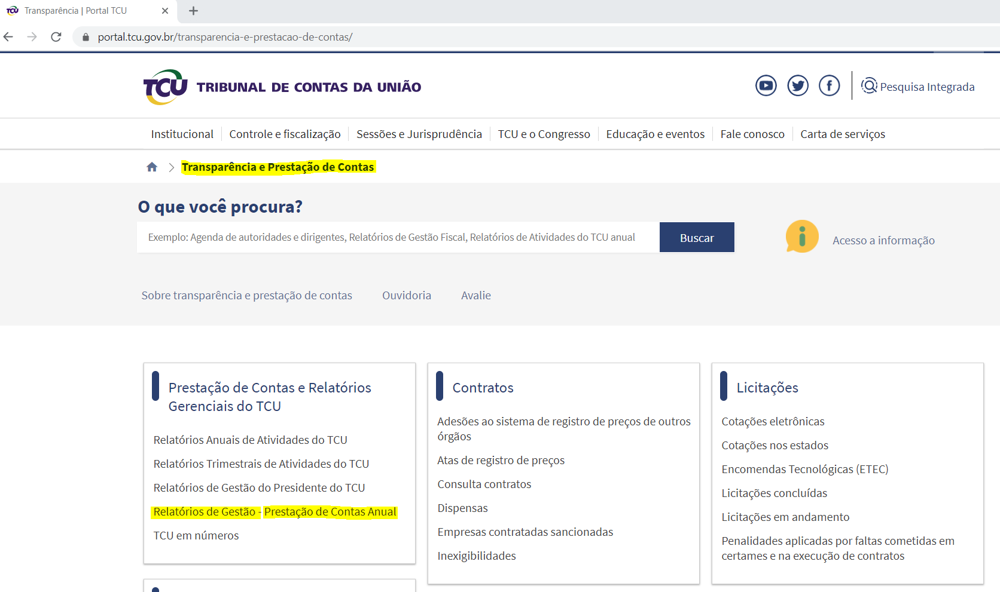 TCU Transparência | Portal TCU
portal.tcu.gov.br/transparencia-e-prestacao-de-contas/
TCU TRIBUNAL DE CONTAS DA UNIÃO
Pesquisa Integrada
Institucional Controle e fiscalização Sessões e Jurisprudência TCU e o Congresso Educação e eventos Fale conosco Carta de serviços
Transparência e Prestação de Contas
O que você procura?
Exemplo: Agenda de autoridades e dirigentes, Relatórios de Gestão Fiscal, Relatórios de Atividades do TCU anual
Buscar
Acesso a informação
Sobre transparência e prestação de contas Ouvidoria Avalie
Prestação de Contas e Relatórios
Gerenciais do TCU
Relatórios Anuais de Atividades do TCU
Relatórios Trimestrais de Atividades do TCU
Relatórios de Gestão do Presidente do TCU
Relatórios de Gestão - Prestação de Contas Anual
TCU em números
Contratos
Adesões ao sistema de registro de preços de outros
órgãos
Atas de registro de preços
Consulta contratos
Dispensas
Empresas contratadas sancionadas
Inexigibilidades
Licitações
Cotações eletrônicas
Cotações nos estados
Encomendas Tecnológicas (ETEC)
Licitações concluídas
Licitações em andamento
Penalidades aplicadas por faltas cometidas em
certames e na execução de contratos